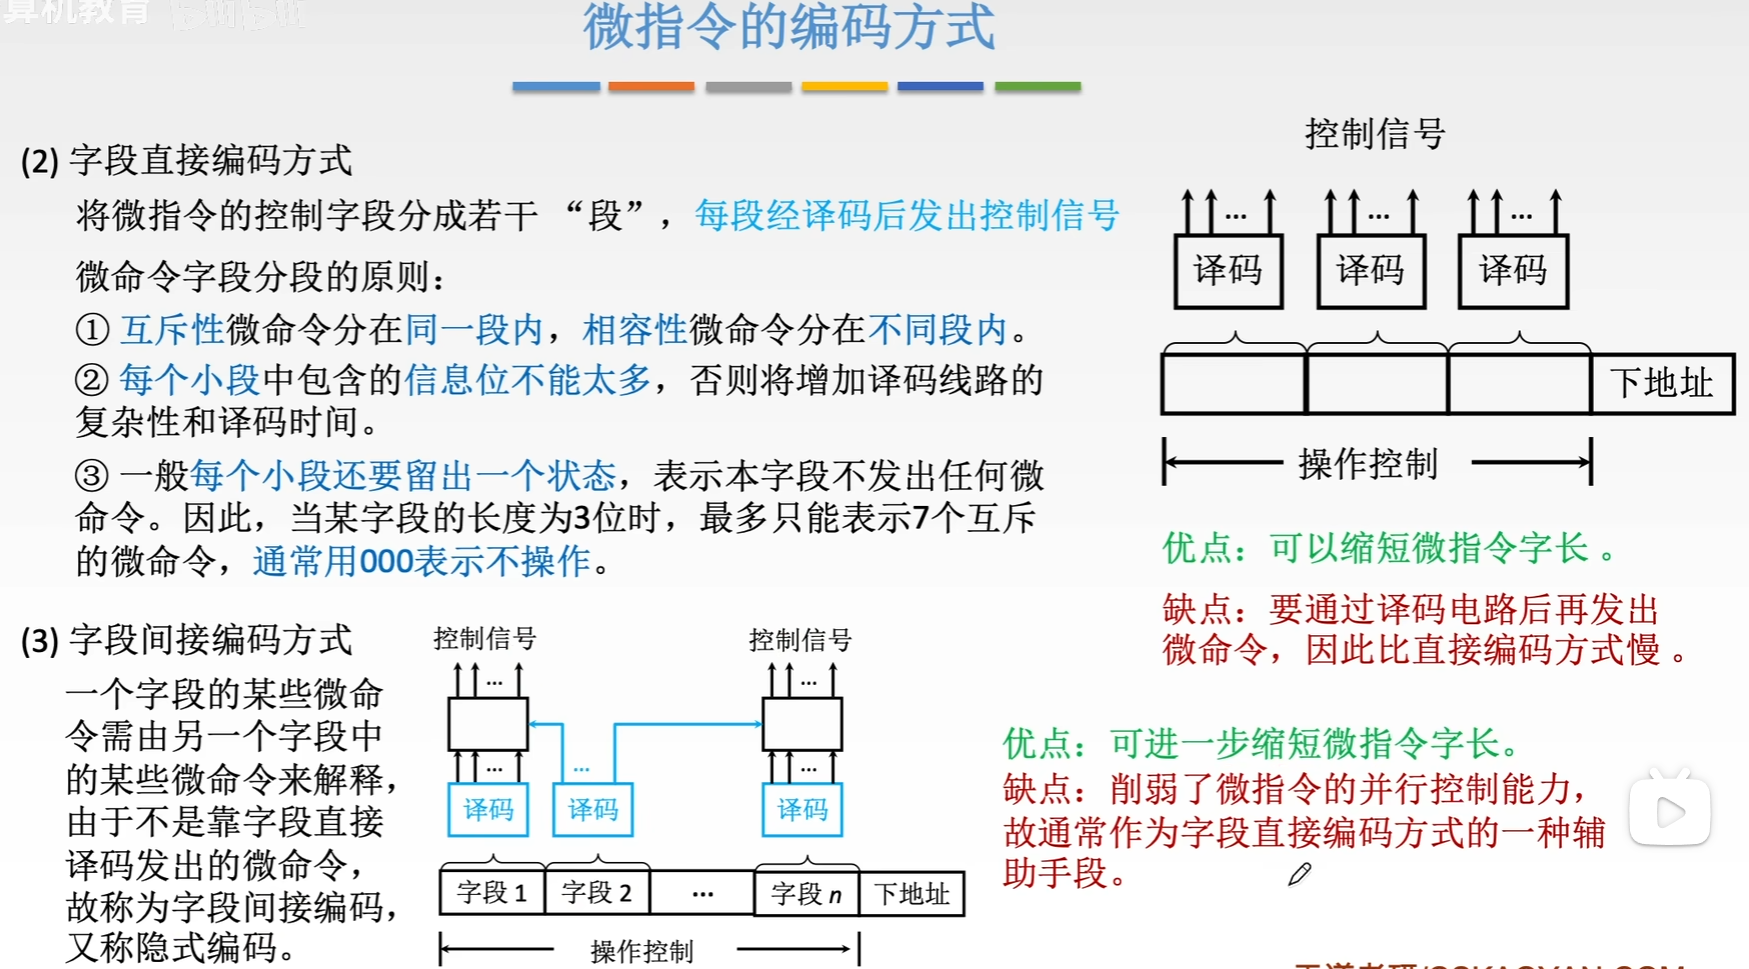 算机教育 bilibili
微指令的编码方式
(2) 字段直接编码方式
将微指令的控制字段分成若干“段”，每段经译码后发出控制信号
微命令字段分段的原则：
① 互斥性微命令分在同一段内，相容性微命令分在不同段内。
② 每个小段中包含的信息位不能太多，否则将增加译码线路的
复杂性和译码时间。
③ 一般每个小段还要留出一个状态，表示本字段不发出任何微
命令。因此，当某字段的长度为3位时，最多只能表示7个互斥
的微命令，通常用000表示不操作。
控制信号
... ... ...
译码 译码 译码
下地址
操作控制
优点：可以缩短微指令字长 。
缺点：要通过译码电路后再发出
微命令，因此比直接编码方式慢 。
(3) 字段间接编码方式
一个字段的某些微命
令需由另一个字段中
的某些微命令来解释，
由于不是靠字段直接
译码发出的微命令，
故称为字段间接编码，
又称隐式编码。
控制信号 控制信号
... ...
... ... ...
译码 译码 译码
字段 1 字段 2 ... 字段 n 下地址
操作控制
优点：可进一步缩短微指令字长。
缺点：削弱了微指令的并行控制能力，
故通常作为字段直接编码方式的一种辅
助手段。
王道考研/CSKAOYAN.COM